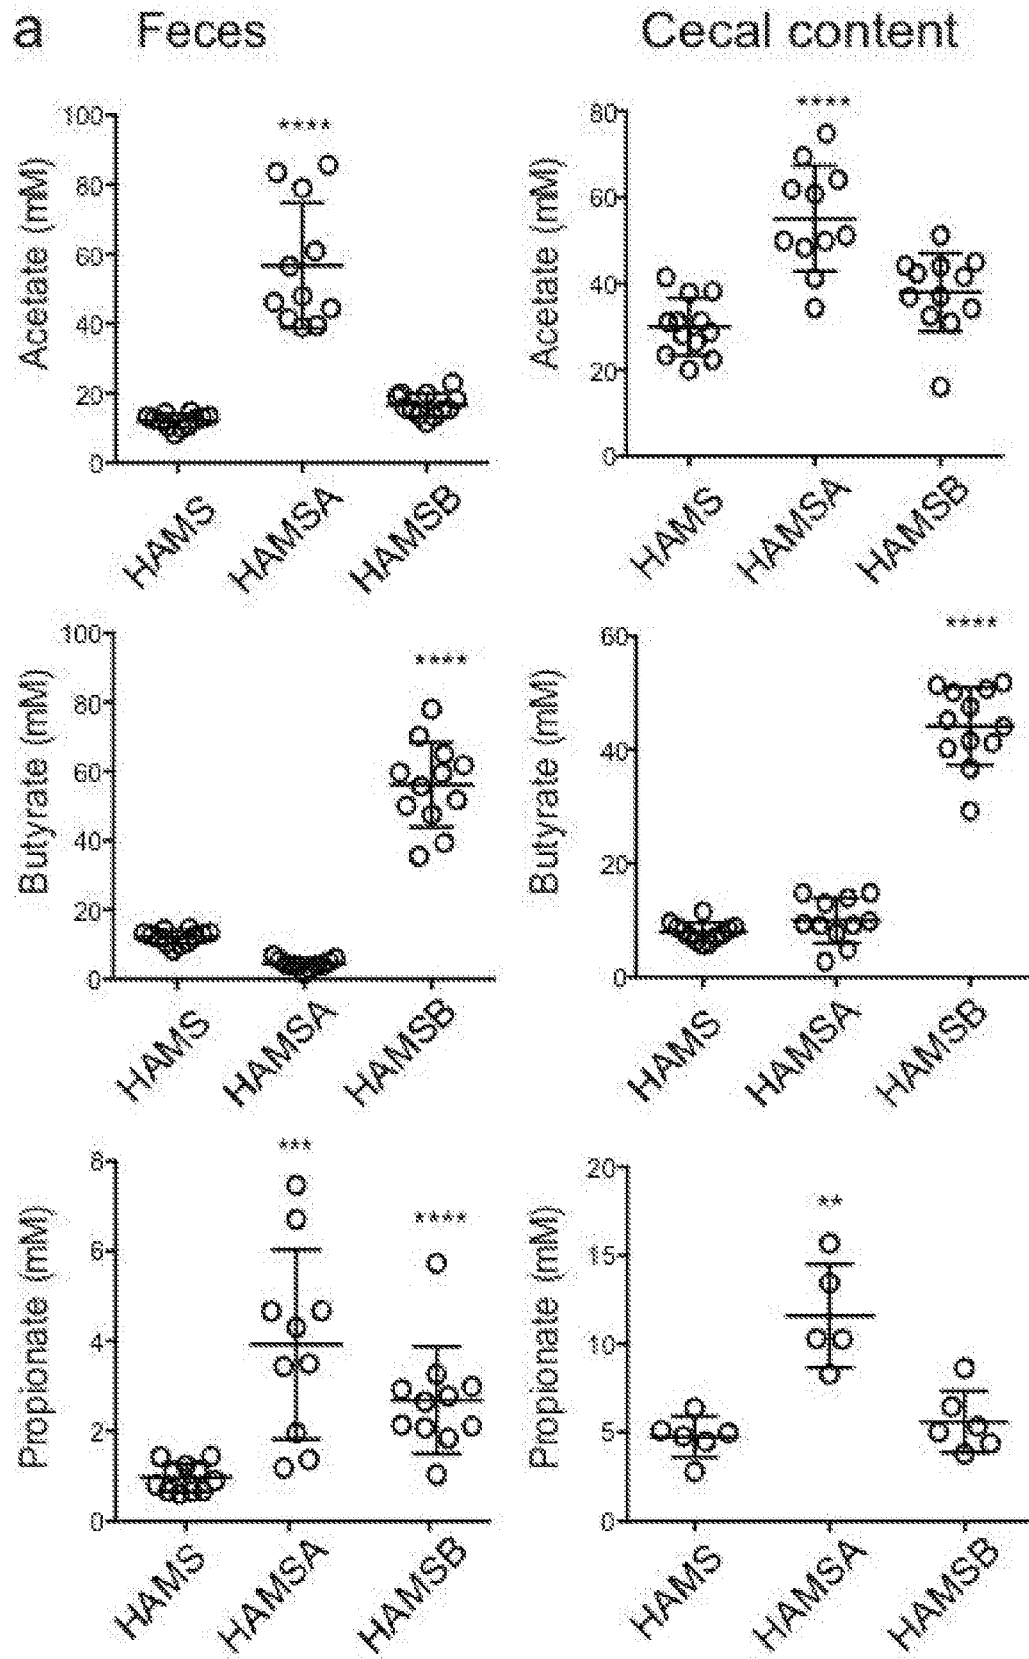 a Feces Cecal content
Acetate (mM)
100
80
60
40
20
0
****
HAMS HAMSA HAMSB
Acetate (mM)
80
60
40
20
0
****
HAMS HAMSA HAMSB
Butyrate (mM)
100
80
60
40
20
0
****
HAMS HAMSA HAMSB
Butyrate (mM)
60
40
20
0
****
HAMS HAMSA HAMSB
Propionate (mM)
8
6
4
2
0
***
****
HAMS HAMSA HAMSB
Propionate (mM)
20
15
10
5
0
**
HAMS HAMSA HAMSB